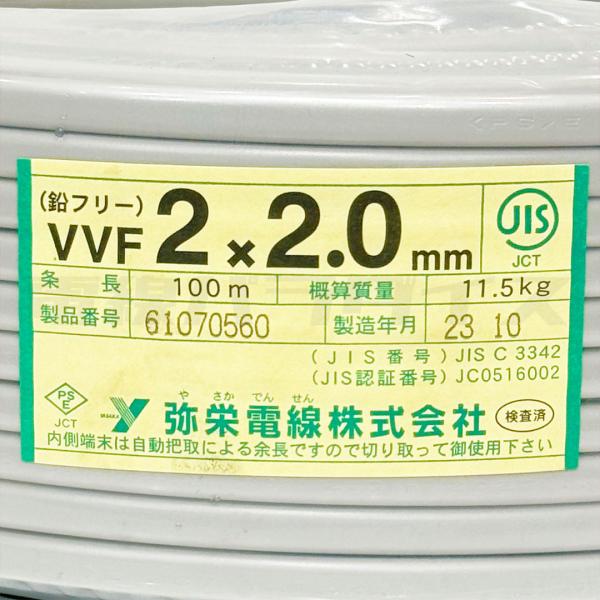 <PS>E
(鉛フリー)
VVF 2×2.0mm
JIS
JCT
条長 100m 概算質量 11.5kg
製品番号 61070560 製造年月 23 10
(JIS番号) JIS C 3342
(JIS認証番号) JC0516002
PSE
JCT
YASAKA
やさかでんせん
弥栄電線株式会社
検査済
内側端末は自動把取による余長ですので切り取って御使用下さい